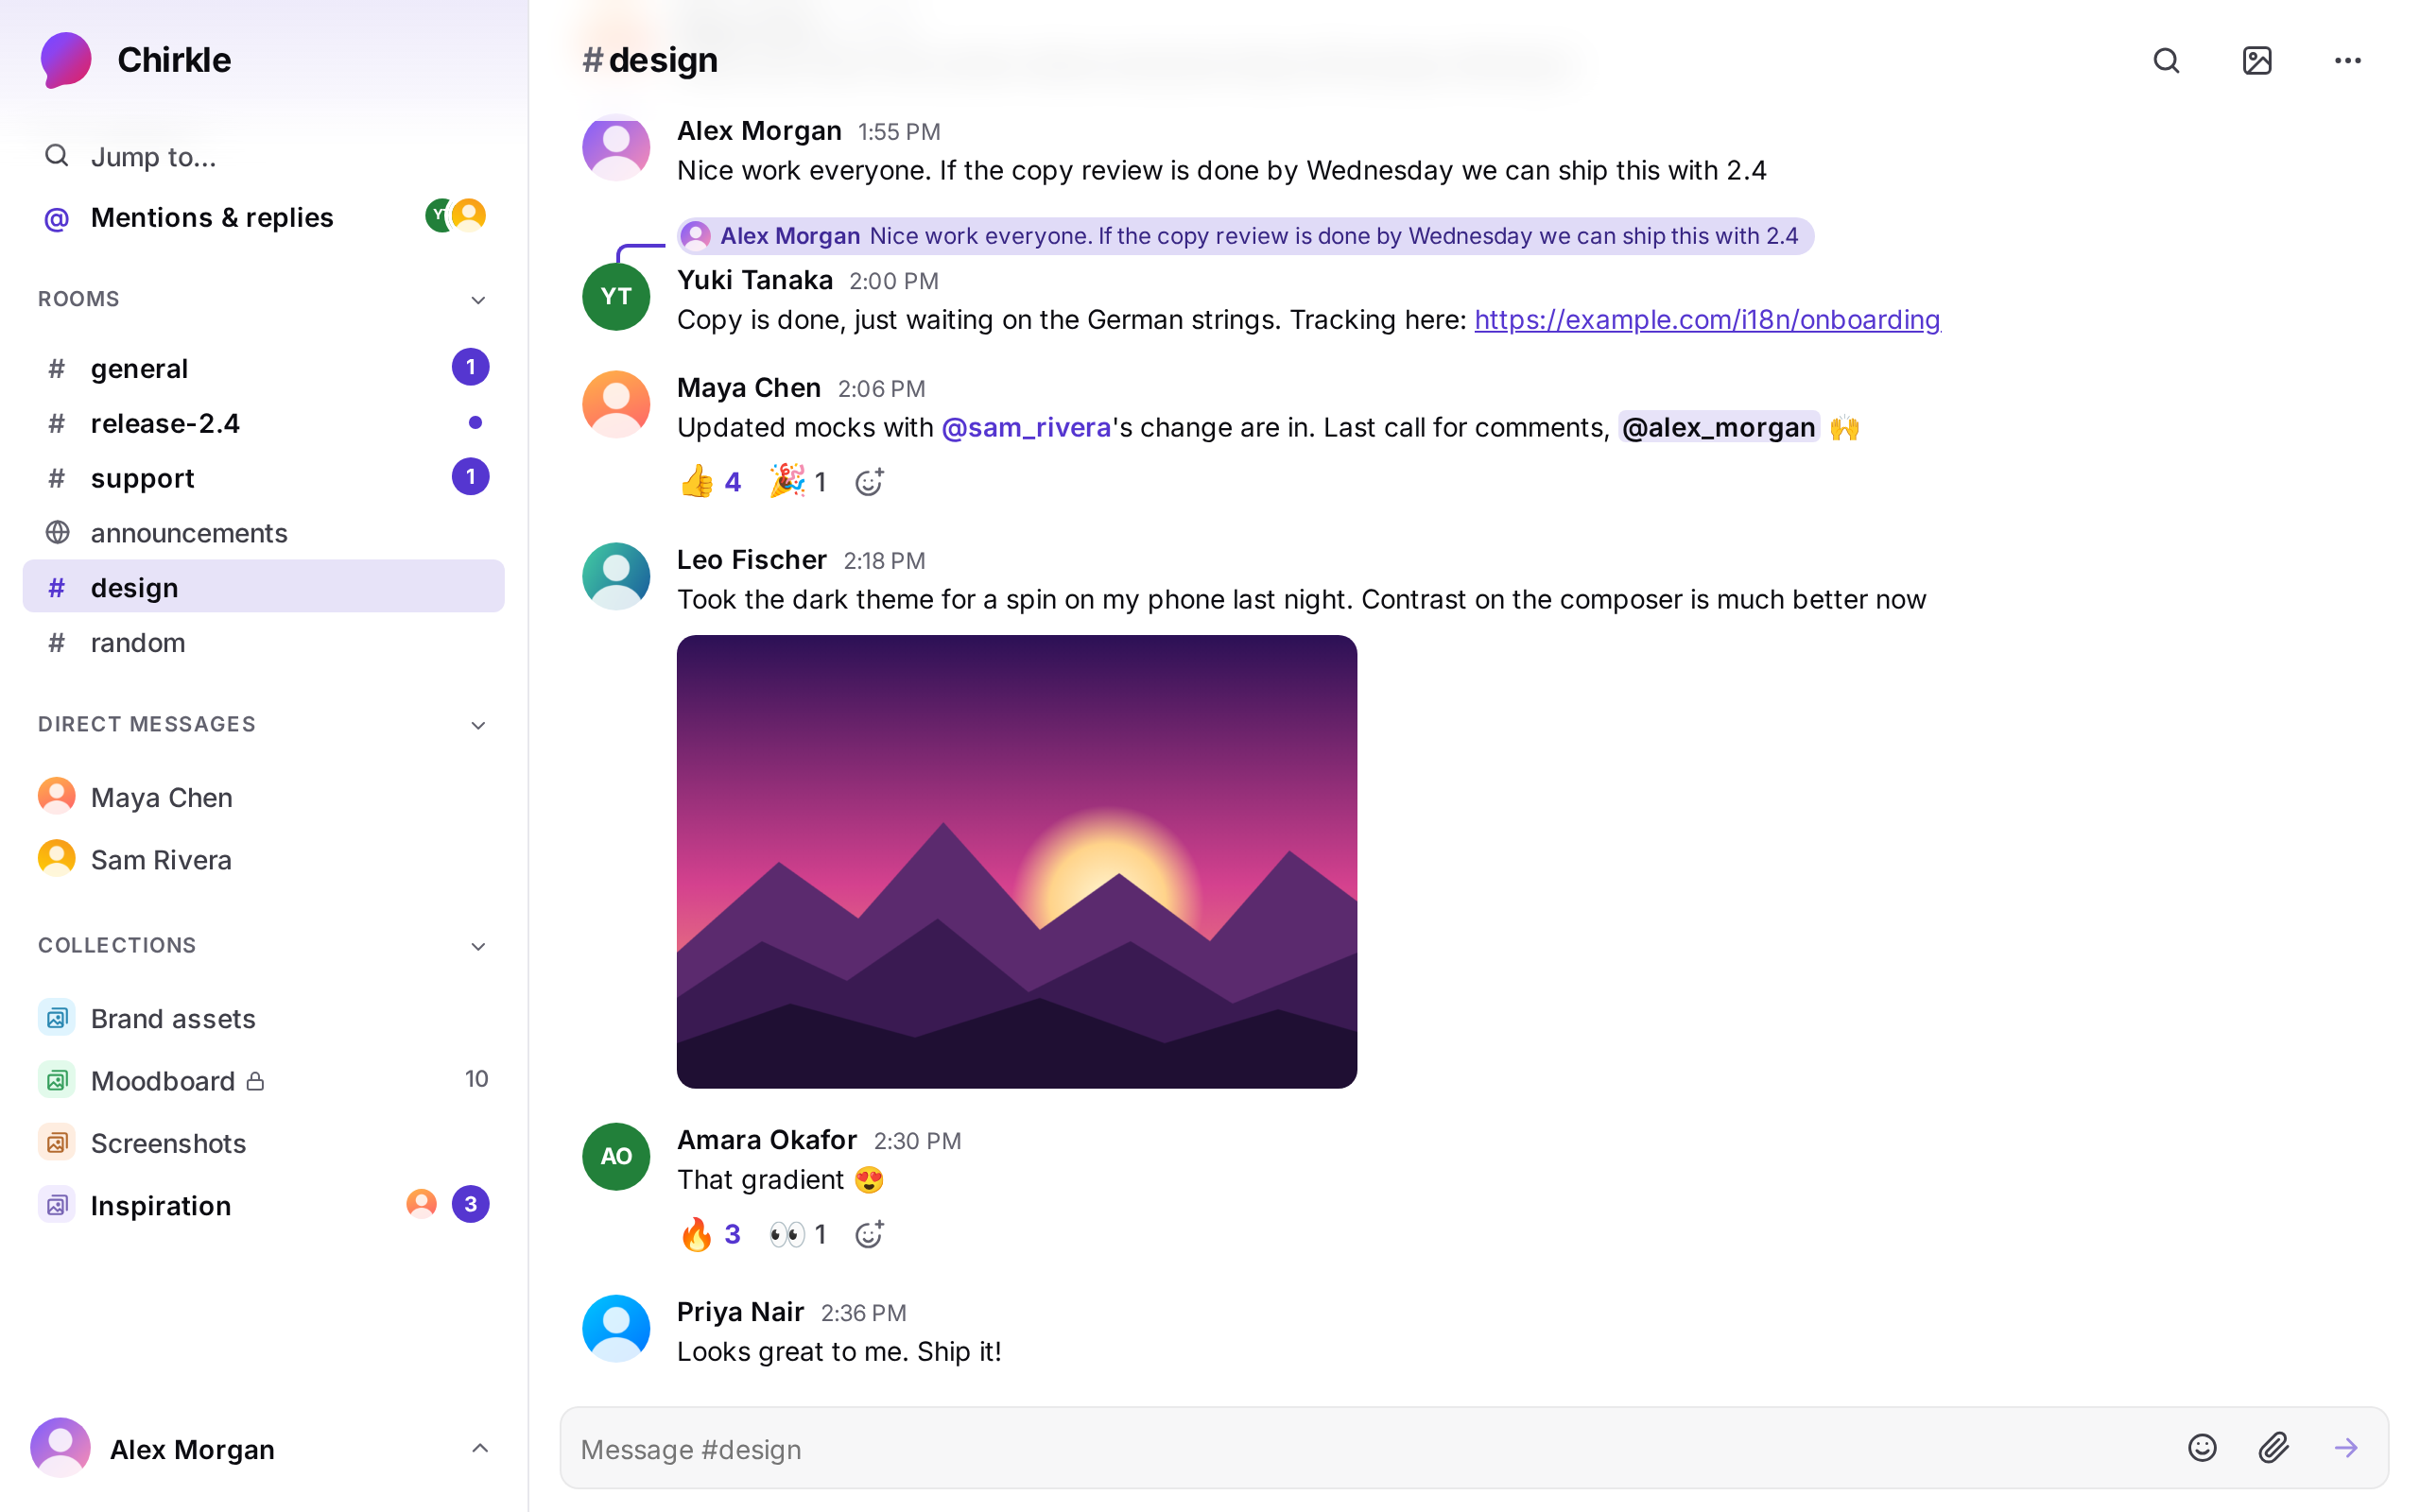 Chirkle
Jump to...
@ Mentions & replies
YT
ROOMS
# general 1
# release-2.4
# support 1
announcements
# design
# random
DIRECT MESSAGES
Maya Chen
Sam Rivera
COLLECTIONS
Brand assets
Moodboard 10
Screenshots
Inspiration 3
Alex Morgan
# design
Alex Morgan 1:55 PM
Nice work everyone. If the copy review is done by Wednesday we can ship this with 2.4
Alex Morgan Nice work everyone. If the copy review is done by Wednesday we can ship this with 2.4
YT
Yuki Tanaka 2:00 PM
Copy is done, just waiting on the German strings. Tracking here: https://example.com/i18n/onboarding
Maya Chen 2:06 PM
Updated mocks with @sam_rivera's change are in. Last call for comments, @alex_morgan 🙌
👍 4 🎉 1
Leo Fischer 2:18 PM
Took the dark theme for a spin on my phone last night. Contrast on the composer is much better now
AO
Amara Okafor 2:30 PM
That gradient 😍
🔥 3 👀 1
Priya Nair 2:36 PM
Looks great to me. Ship it!
Message #design